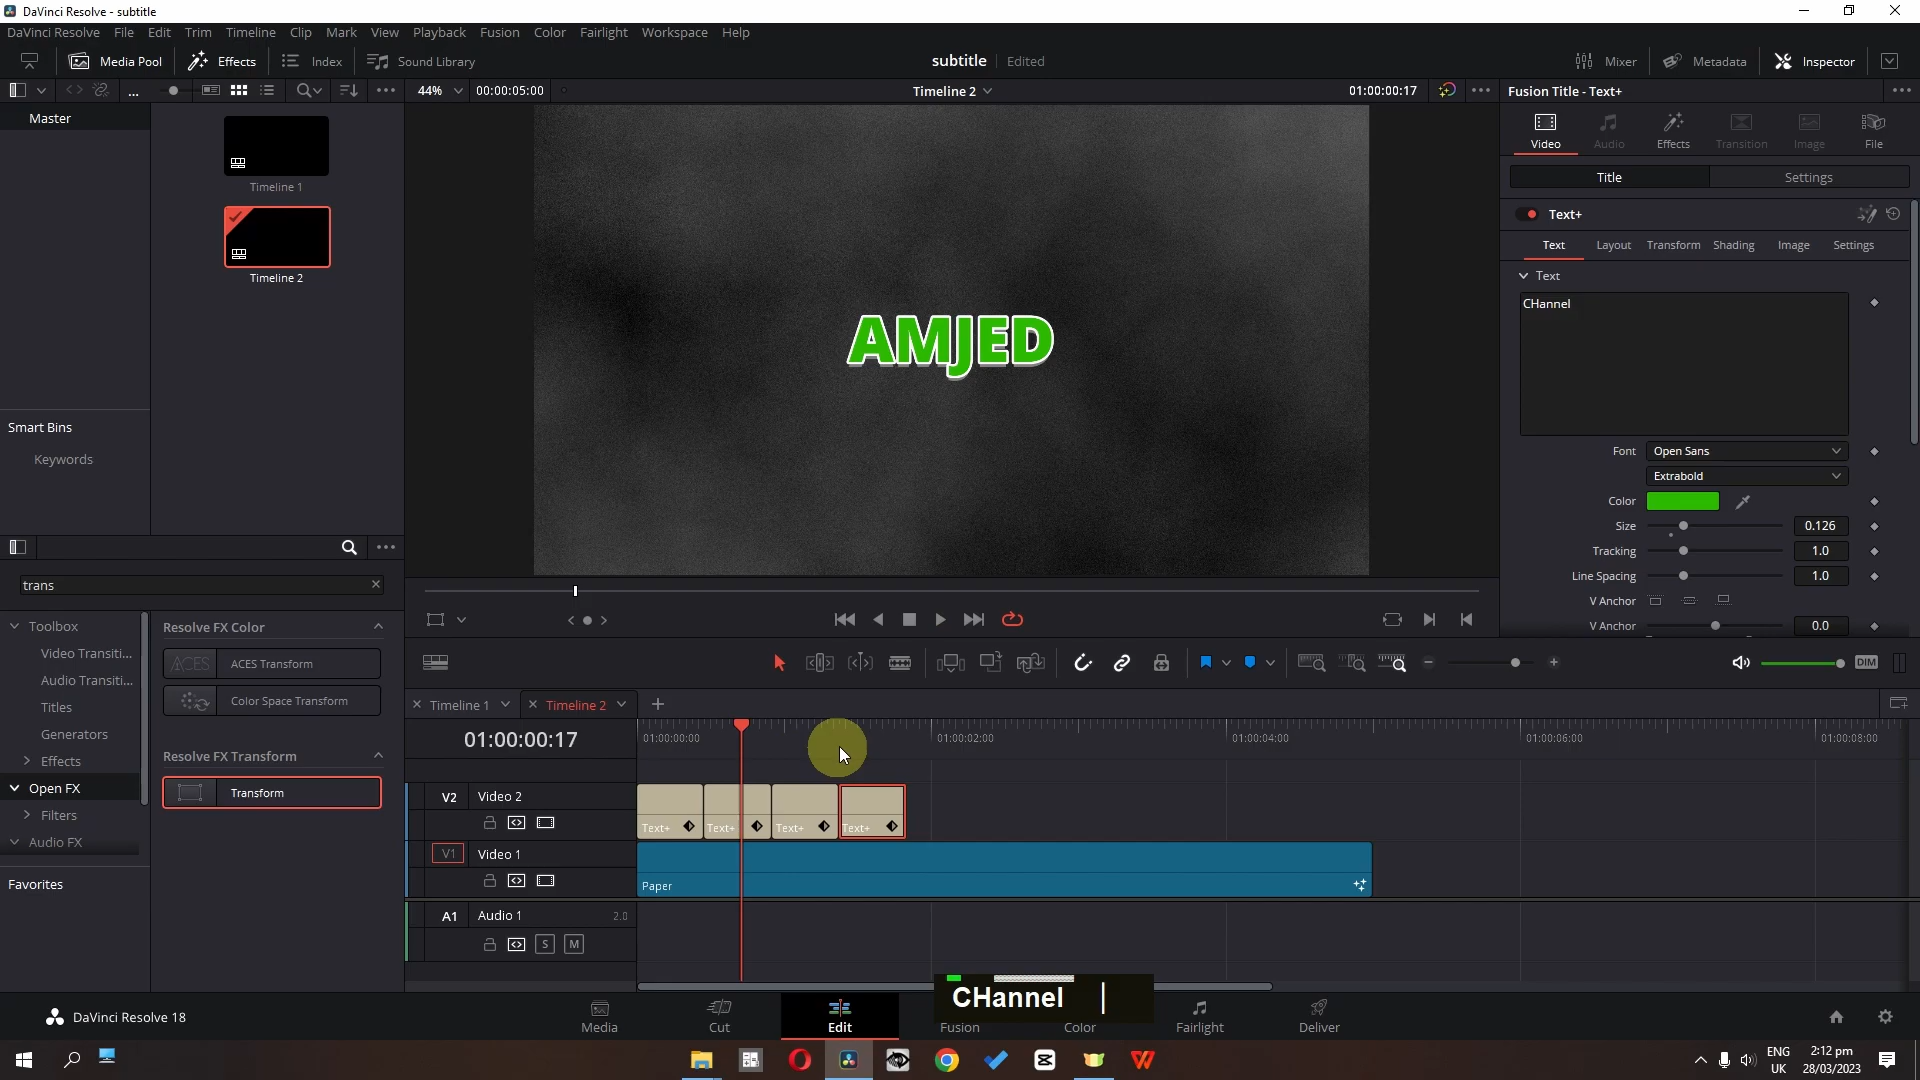 DaVinci Resolve - subtitle
DaVinci Resolve File Edit Trim Timeline Clip Mark View Playback Fusion Color Fairlight Workspace Help
Media Pool Effects Index Sound Library subtitle Edited Mixer Metadata Inspector
... 44% 00:00:05:00 Timeline 2 01:00:00:17 Fusion Title - Text+
Master
Timeline 1
Timeline 2
Smart Bins
Keywords
AMJED
Video Audio Effects Transition Image File
Title Settings
Text+
Text Layout Transform Shading Image Settings
Text
CHannel
Font Open Sans
Extrabold
Color
Size 0.126
Tracking 1.0
Line Spacing 1.0
V Anchor
V Anchor 0.0
trans
Toolbox
Video Transiti...
Audio Transiti...
Titles
Generators
Effects
Open FX
Filters
Audio FX
Favorites
Resolve FX Color
ACES ACES Transform
Color Space Transform
Resolve FX Transform
Transform
DIM
Timeline 1 Timeline 2
01:00:00:17 01:00:00:00 01:00:02:00 01:00:04:00 01:00:06:00 01:00:08:00
V2 Video 2
Text+ Text+ Text+ Text+
V1 Video 1
Paper
A1 Audio 1 2.0
S M
CHannel
DaVinci Resolve 18
Media Cut Edit Fusion Color Fairlight Deliver
ENG
UK
2:12 pm
28/03/2023